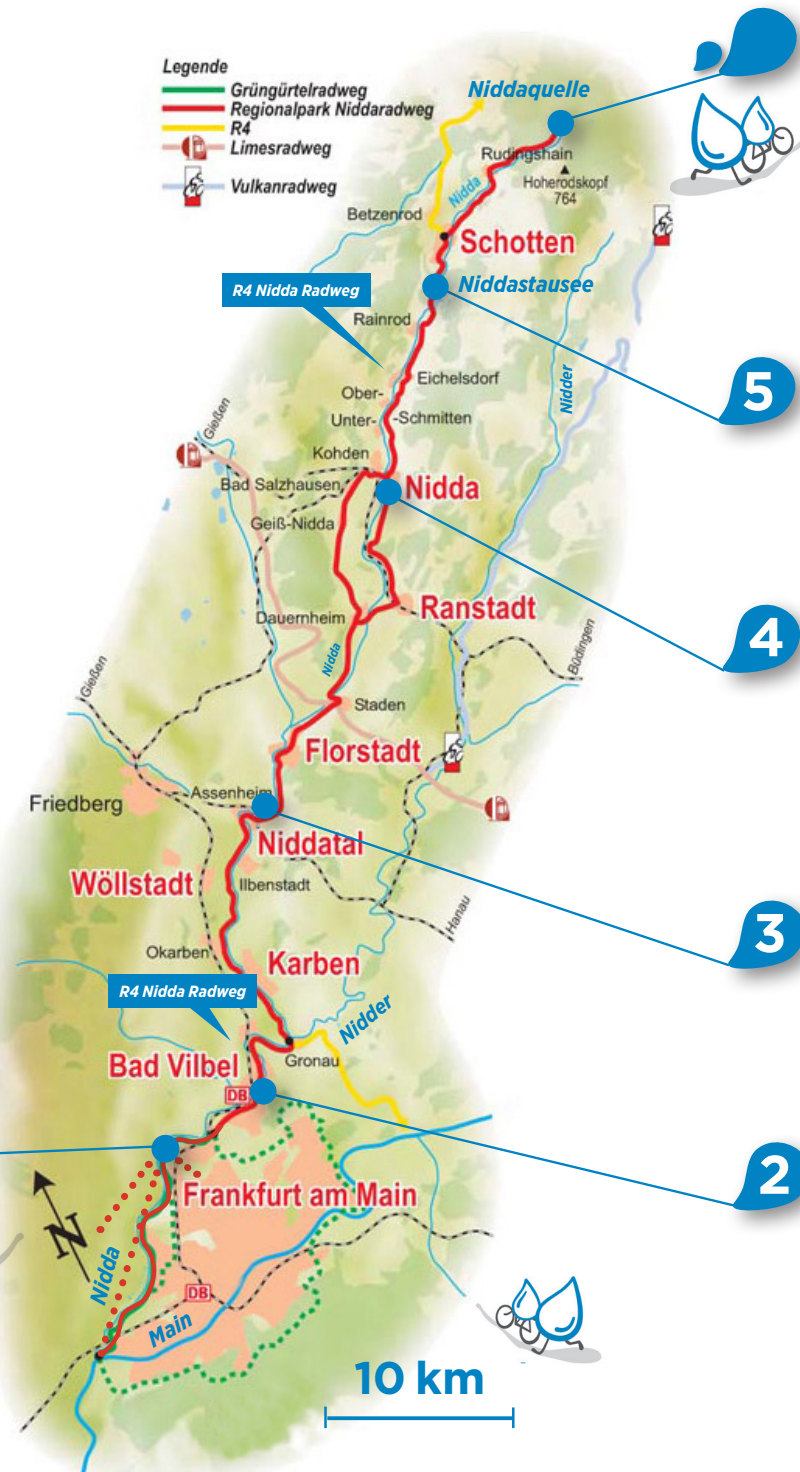 Legende
Grüngürtelradweg
Regionalpark Niddaradweg
R4
Limesradweg
Vulkanradweg
Niddaquelle
Rudingshain
Hoherodskopf
764
Nidda
Betzenrod
Schotten
R4 Nidda Radweg
Niddastausee
Rainrod
Eichelsdorf
Ober-
Unter- -Schmitten
Nidder
5
Gießen
Kohden
Bad Salzhausen
Nidda
Geiß-Nidda
Ranstadt
Dauernheim
4
Nidda
Büdingen
Gießen
Staden
Florstadt
Assenheim
Friedberg
Niddatal
Wöllstadt
Ilbenstadt
3
Hanau
Okarben
Karben
R4 Nidda Radweg
Nidder
Bad Vilbel
Gronau
DB
2
Frankfurt am Main
N
Nidda
DB
Main
10 km